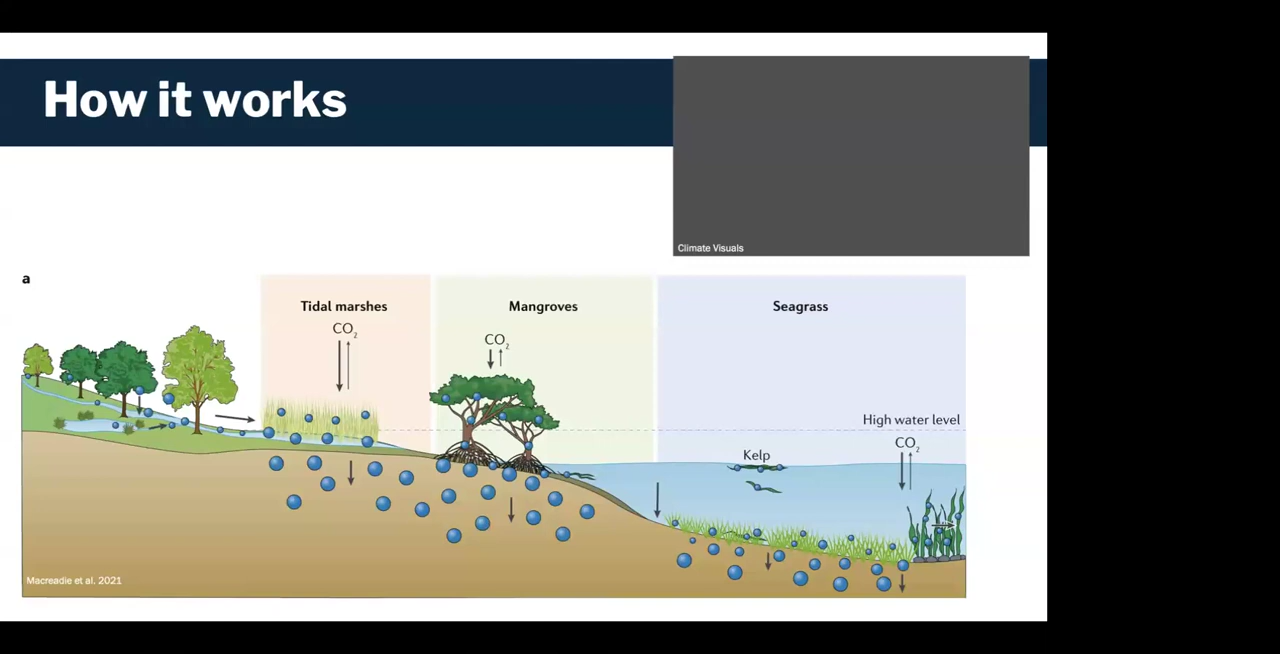 How it works
Climate Visuals
a
Tidal marshes
Mangroves
Seagrass
CO2
CO2
High water level
CO2
Kelp
Macreadie et al. 2021